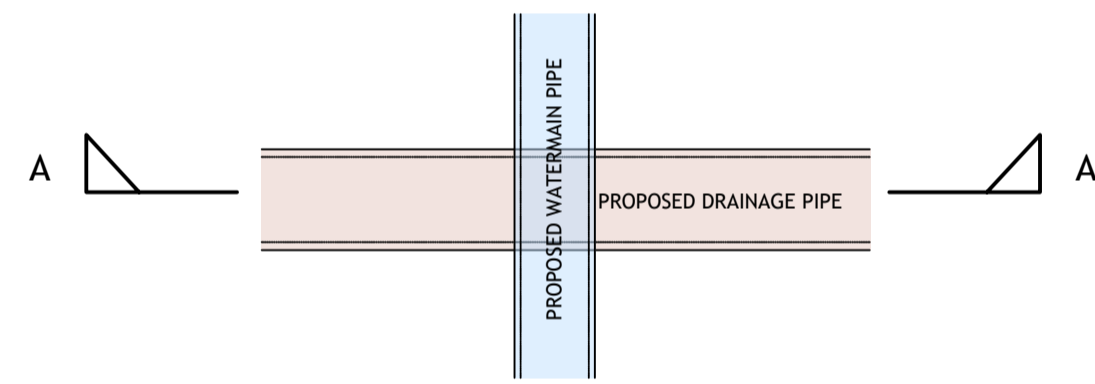 PROPOSED WATERMAIN PIPE
A
A
PROPOSED DRAINAGE PIPE